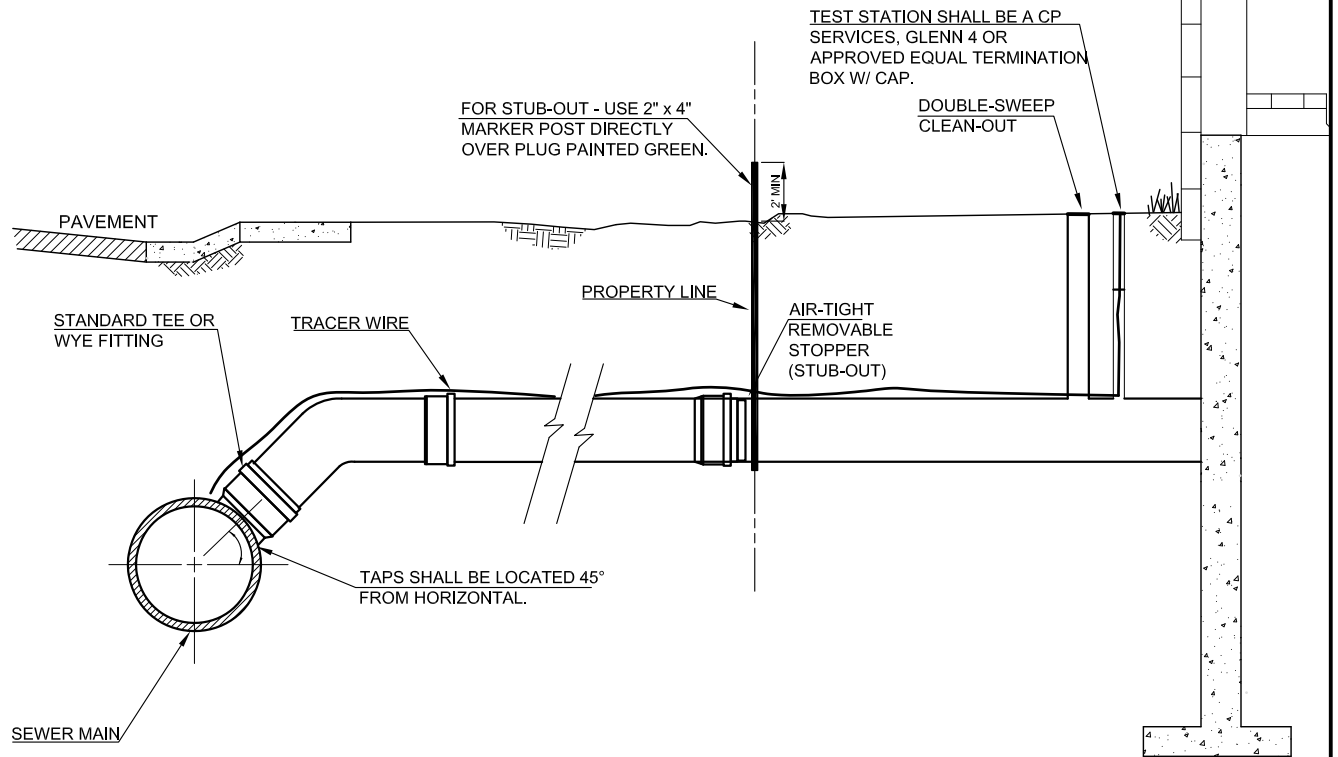 TEST STATION SHALL BE A CP
SERVICES, GLENN 4 OR
APPROVED EQUAL TERMINATION
BOX W/ CAP.
FOR STUB-OUT - USE 2" x 4"
MARKER POST DIRECTLY
OVER PLUG PAINTED GREEN.
DOUBLE-SWEEP
CLEAN-OUT
2' MIN
PAVEMENT
PROPERTY LINE
AIR-TIGHT
REMOVABLE
STOPPER
(STUB-OUT)
STANDARD TEE OR
WYE FITTING
TRACER WIRE
TAPS SHALL BE LOCATED 45°
FROM HORIZONTAL.
SEWER MAIN